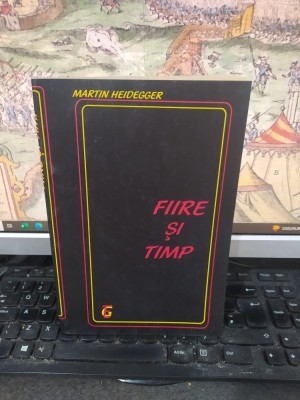 MARTIN HEIDEGGER
FIIRE
ȘI
TIMP
G